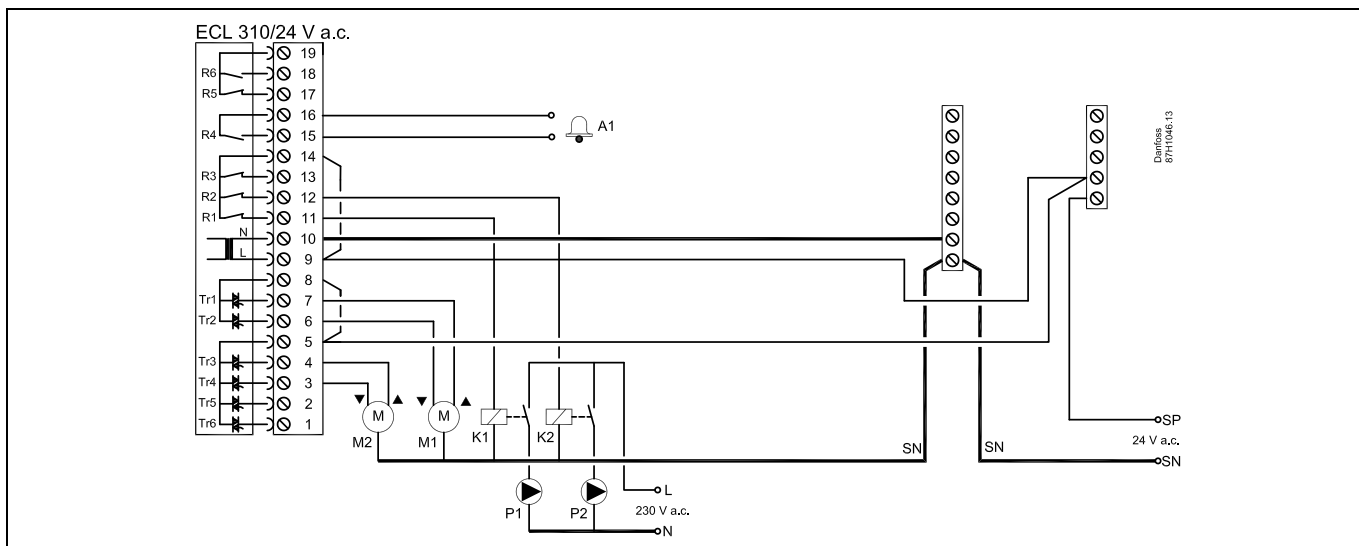 ECL 310/24 V a.c.
19
R6 18
R5 17
16
R4 15
A1
14
R3 13
R2 12
R1 11
N 10
L 9
8
Tr1 7
Tr2 6
5
Tr3 4
Tr4 3
Tr5 2
Tr6 1
M M
M2 M1 K1 K2
SN SN
SP
24 V a.c.
SN
P1 P2
L
230 V a.c.
N
Danfoss
87H1046.13